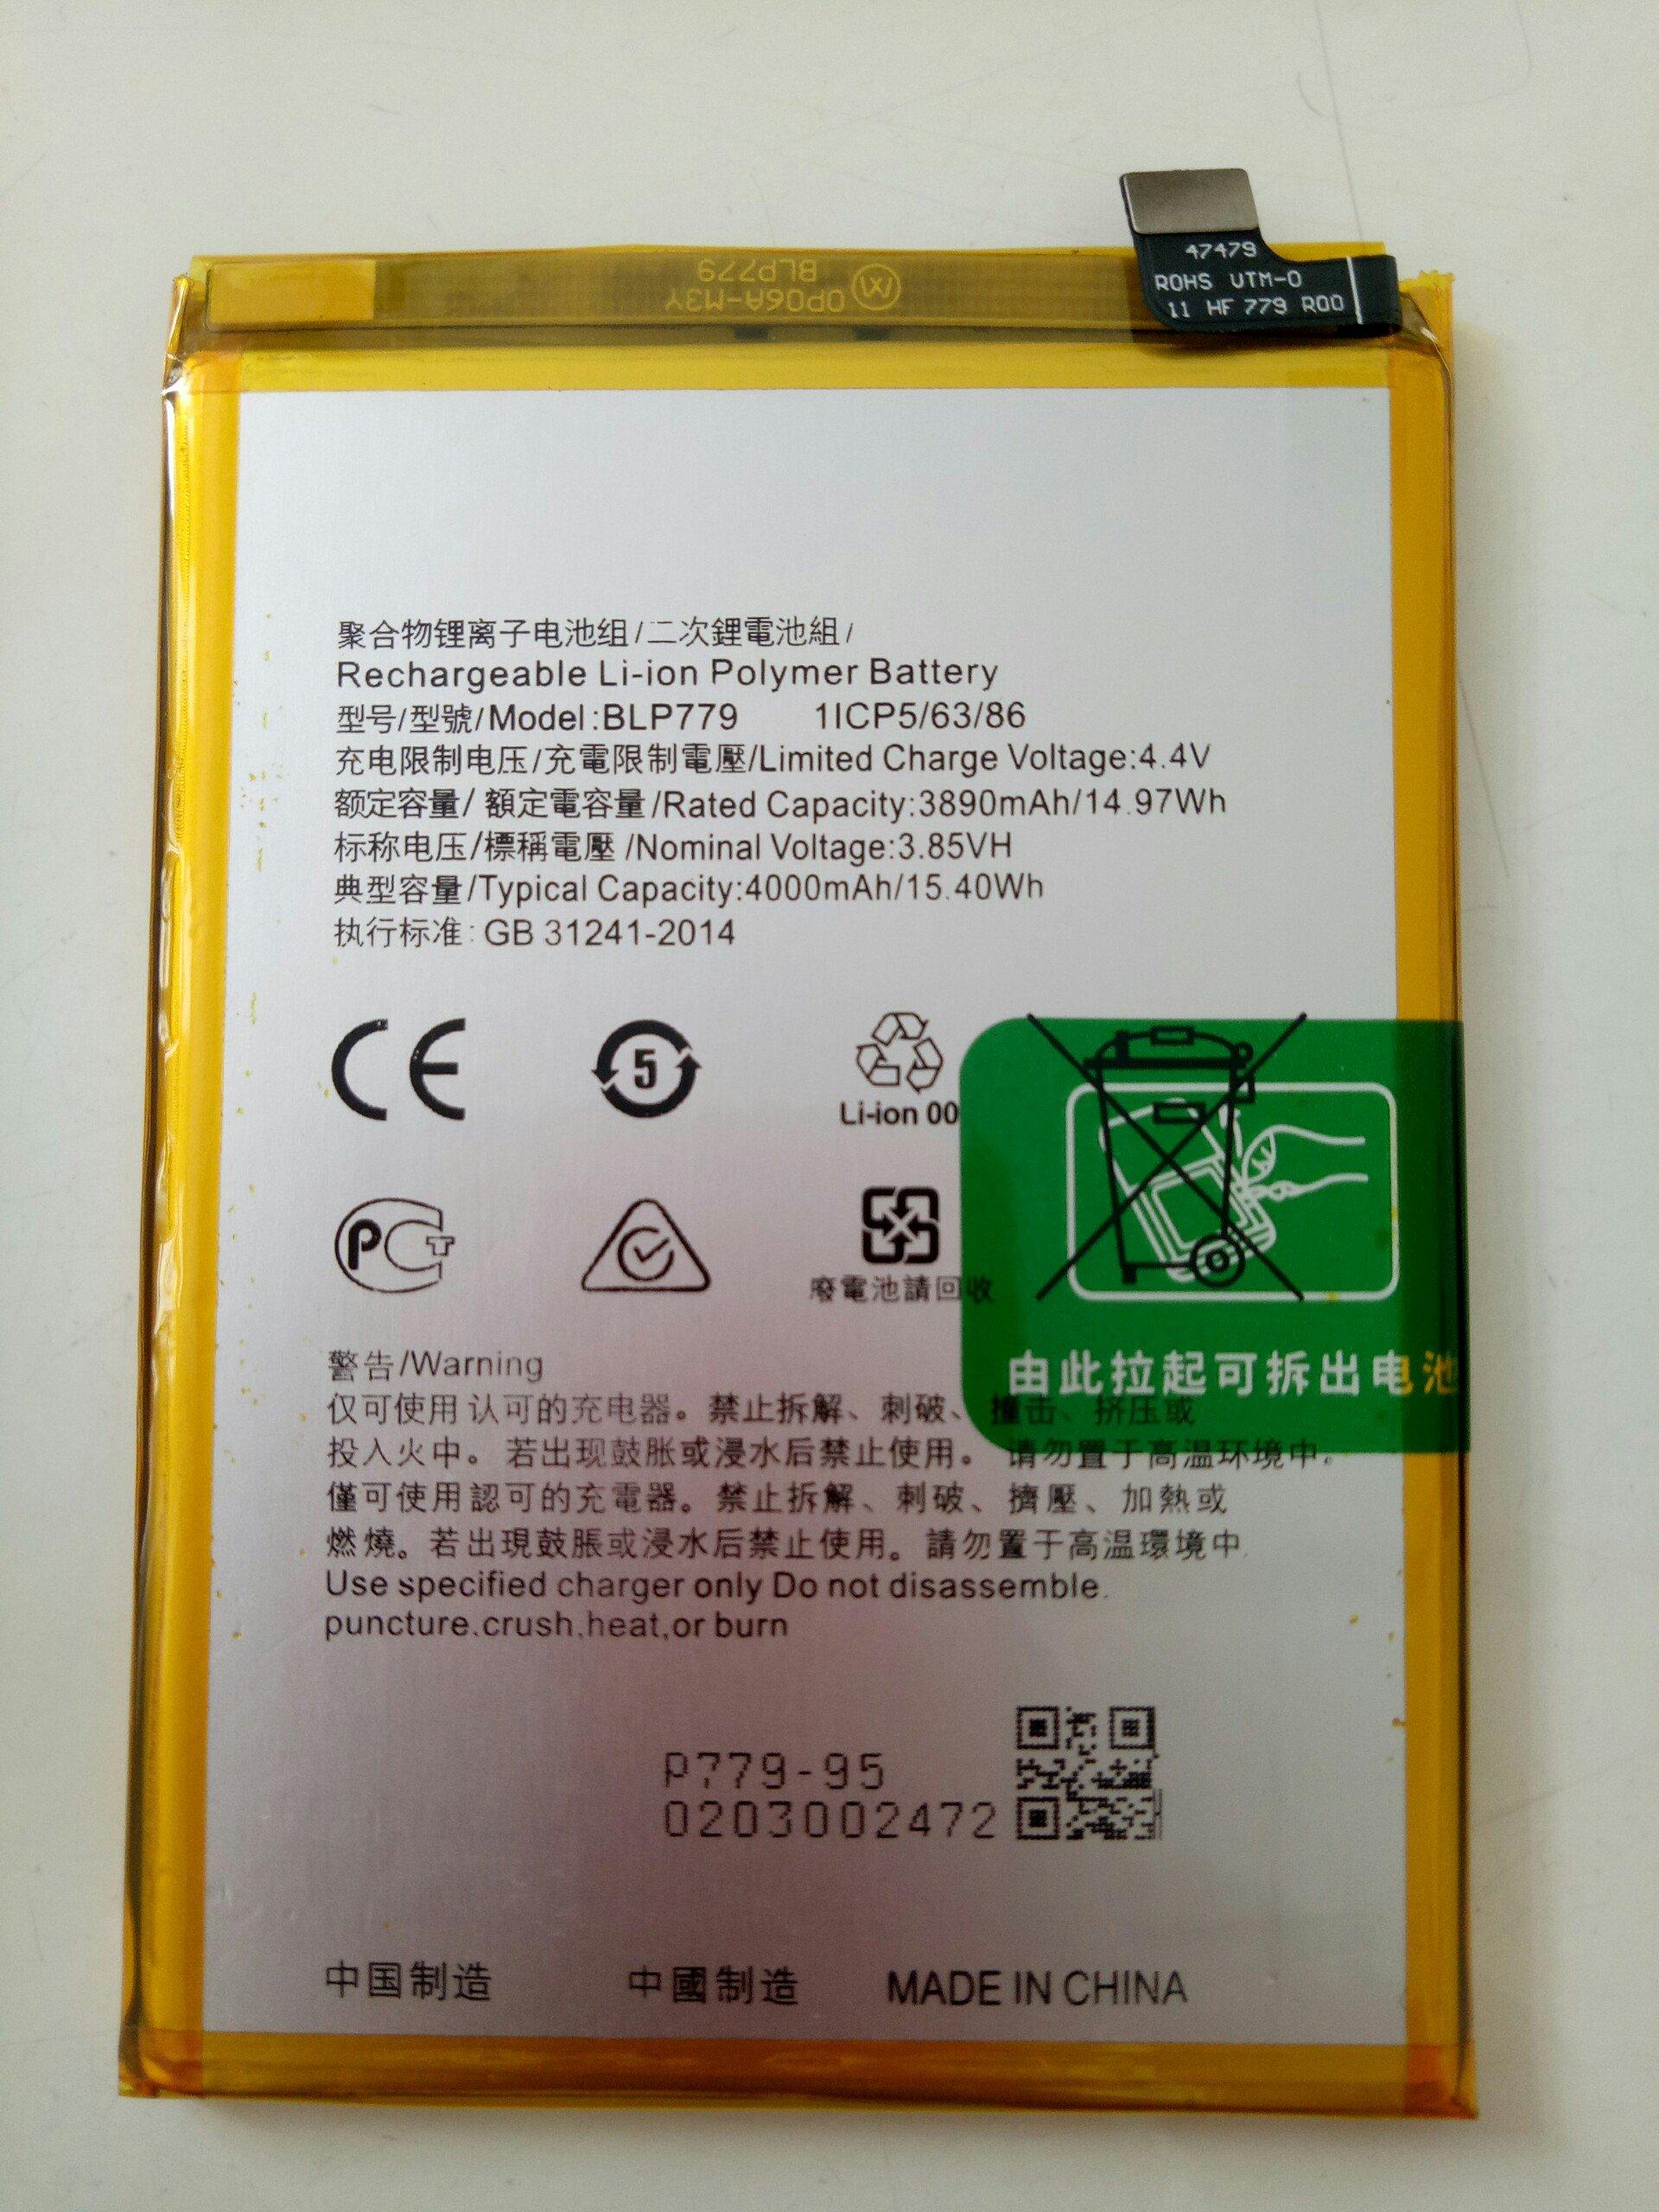 47479
ROHS UTM-0
11 HF 779 R00
OP06A-M3Y
BLP779
聚合物锂离子电池组/二次鋰電池組/
Rechargeable Li-ion Polymer Battery
型号/型號/Model:BLP779 1ICP5/63/86
充电限制电压/充電限制電壓/Limited Charge Voltage:4.4V
额定容量/ 額定電容量/Rated Capacity:3890mAh/14.97Wh
标称电压/標稱電壓 /Nominal Voltage:3.85VH
典型容量/Typical Capacity:4000mAh/15.40Wh
执行标准: GB 31241-2014
CE
5
Li-ion 00
PCT
廢電池請回收
由此拉起可拆出电池
警告/Warning
仅可使用认可的充电器。禁止拆解、刺破、撞击、挤压或
投入火中。若出现鼓胀或浸水后禁止使用。请勿置于高温环境中。
僅可使用認可的充電器。禁止拆解、刺破、擠壓、加熱或
燃燒。若出現鼓脹或浸水后禁止使用。請勿置于高温環境中.
Use specified charger only Do not disassemble.
puncture.crush,heat,or burn
P779-95
0203002472
中国制造 中國制造 MADE IN CHINA